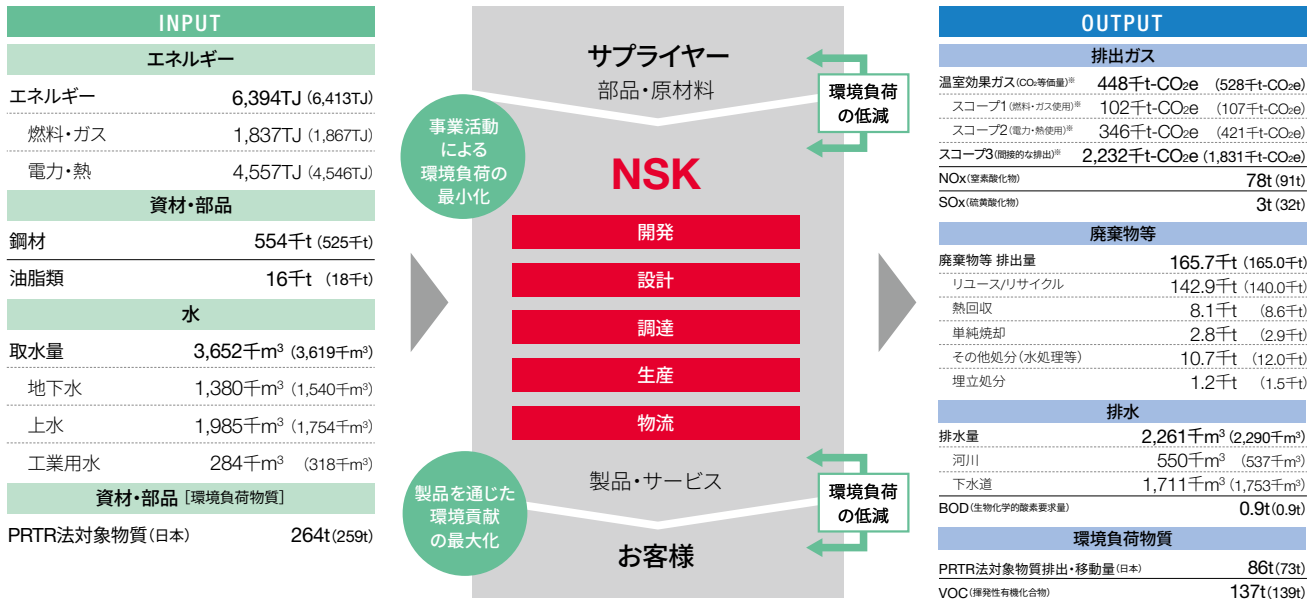 INPUT
エネルギー
エネルギー 6,394TJ (6,413TJ)
燃料・ガス 1,837TJ (1,867TJ)
電力・熱 4,557TJ (4,546TJ)
資材・部品
鋼材 554千t (525千t)
油脂類 16千t (18千t)
水
取水量 3,652千m³ (3,619千m³)
地下水 1,380千m³ (1,540千m³)
上水 1,985千m³ (1,754千m³)
工業用水 284千m³ (318千m³)
資材・部品 [環境負荷物質]
PRTR法対象物質(日本) 264t(259t)
サプライヤー
部品・原材料
環境負荷
の低減
事業活動
による
環境負荷の
最小化
NSK
開発
設計
調達
生産
物流
製品・サービス
製品を通じた
環境貢献
の最大化
環境負荷
の低減
お客様
OUTPUT
排出ガス
温室効果ガス(CO₂等価量)※ 448千t-CO₂e (528千t-CO₂e)
スコープ1(燃料・ガス使用)※ 102千t-CO₂e (107千t-CO₂e)
スコープ2(電力・熱使用)※ 346千t-CO₂e (421千t-CO₂e)
スコープ3(間接的な排出)※ 2,232千t-CO₂e (1,831千t-CO₂e)
NOx(窒素酸化物) 78t (91t)
SOx(硫黄酸化物) 3t (32t)
廃棄物等
廃棄物等 排出量 165.7千t (165.0千t)
リユース/リサイクル 142.9千t (140.0千t)
熱回収 8.1千t (8.6千t)
単純焼却 2.8千t (2.9千t)
その他処分(水処理等) 10.7千t (12.0千t)
埋立処分 1.2千t (1.5千t)
排水
排水量 2,261千m³ (2,290千m³)
河川 550千m³ (537千m³)
下水道 1,711千m³ (1,753千m³)
BOD(生物化学的酸素要求量) 0.9t(0.9t)
環境負荷物質
PRTR法対象物質排出・移動量(日本) 86t(73t)
VOC(揮発性有機化合物) 137t(139t)